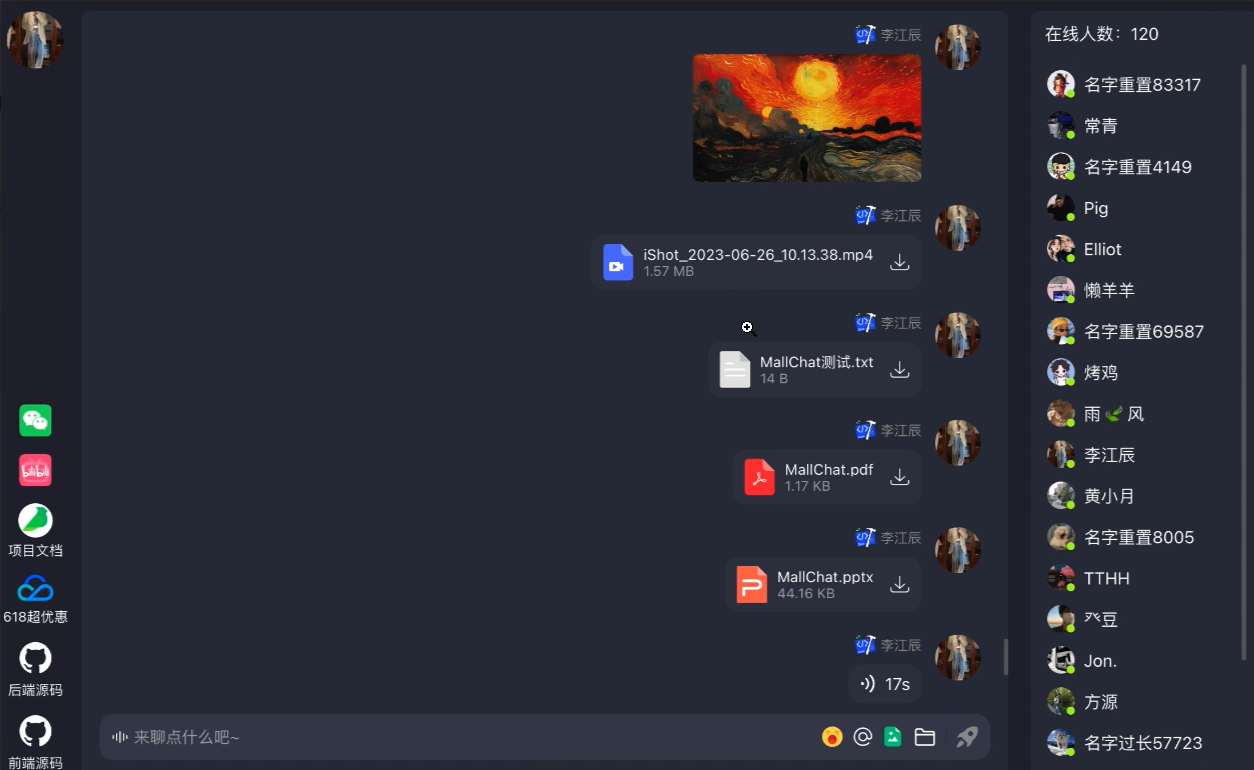 李江辰
李江辰
iShot_2023-06-26_10.13.38.mp4
1.57 MB
李江辰
MallChat测试.txt
14 B
李江辰
MallChat.pdf
1.17 KB
李江辰
MallChat.pptx
44.16 KB
李江辰
17s
来聊点什么吧~
bilibili
项目文档
618超优惠
后端源码
前端源码
在线人数：120
名字重置83317
常青
名字重置4149
Pig
Elliot
懒羊羊
名字重置69587
烤鸡
雨🌿风
李江辰
黄小月
名字重置8005
TTHH
癶豆
Jon.
方源
名字过长57723